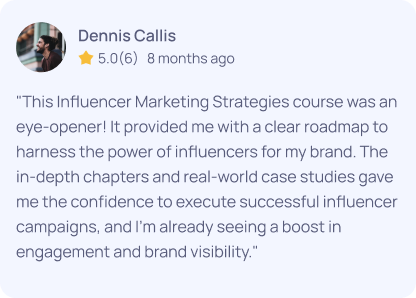 Dennis Callis
5.0(6) 8 months ago
"This Influencer Marketing Strategies course was an
eye-opener! It provided me with a clear roadmap to
harness the power of influencers for my brand. The
in-depth chapters and real-world case studies gave
me the confidence to execute successful influencer
campaigns, and I'm already seeing a boost in
engagement and brand visibility."